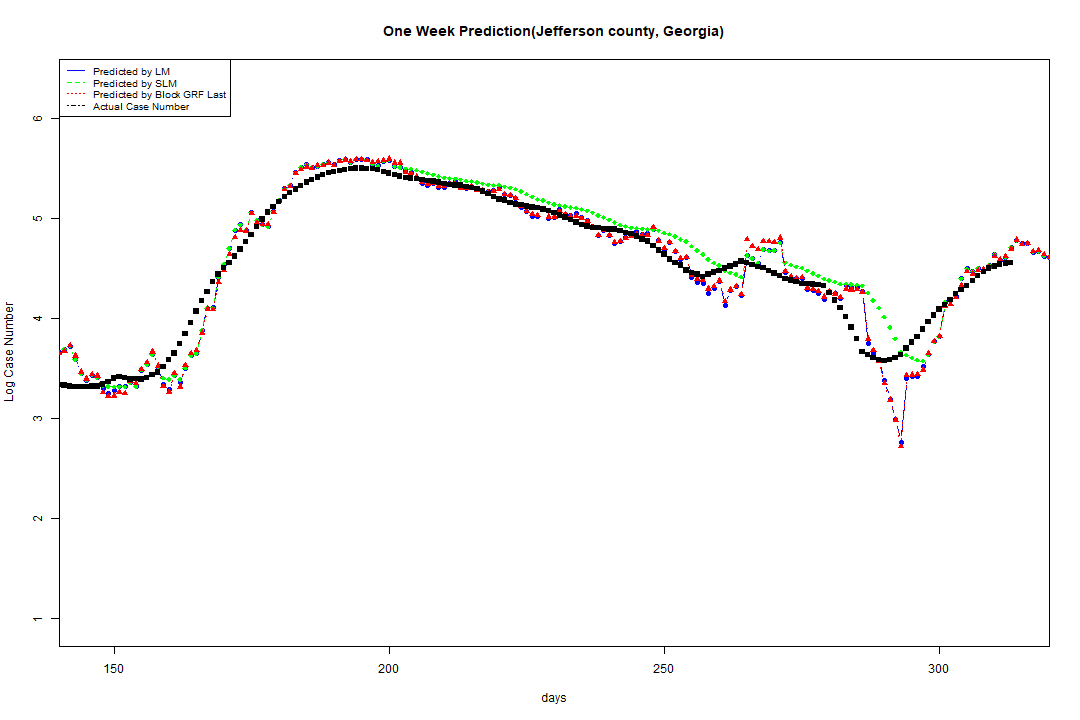 One Week Prediction(Jefferson county, Georgia)
Predicted by LM
Predicted by SLM
Predicted by Block GRF Last
Actual Case Number
Log Case Number
6
5
4
3
2
1
150
200
250
300
days